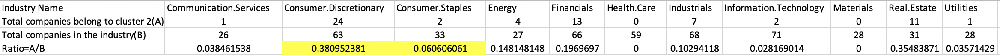 Industry Name Communication.Services Consumer.Discretionary Consumer.Staples Energy Financials Health.Care Industrials Information.Technology Materials Real.Estate Utilities
Total companies belong to cluster 2(A) 1 24 2 4 13 0 7 2 0 11 1
Total companies in the industry(B) 26 63 33 27 66 59 68 71 28 31 28
Ratio=A/B 0.038461538 0.380952381 0.060606061 0.148148148 0.1969697 0 0.10294118 0.028169014 0 0.35483871 0.03571429